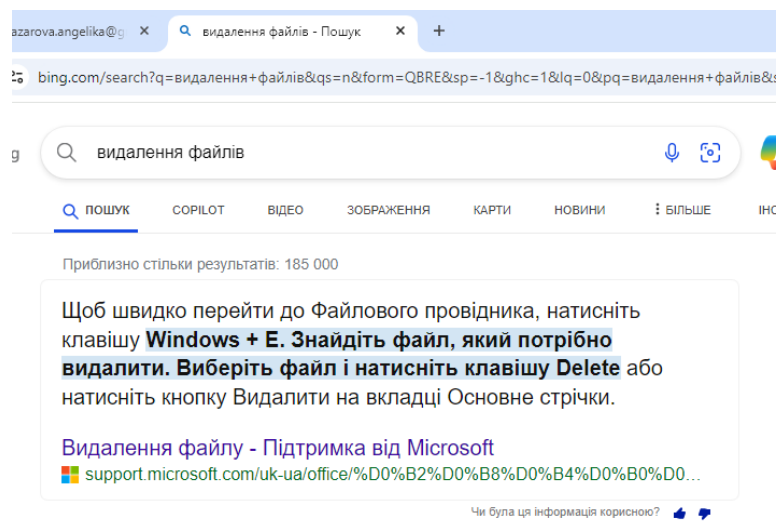 azarova.angelika@g
видалення файлів - Пошук
bing.com/search?q=видалення+файлів&qs=n&form=QBRE&sp=-1&ghc=1&lq=0&pq=видалення+файлів&s
g
видалення файлів
ПОШУК COPILOT ВІДЕО ЗОБРАЖЕННЯ КАРТИ НОВИНИ БІЛЬШЕ ІНС
Приблизно стільки результатів: 185 000
Щоб швидко перейти до Файлового провідника, натисніть
клавішу Windows + E. Знайдіть файл, який потрібно
видалити. Виберіть файл і натисніть клавішу Delete або
натисніть кнопку Видалити на вкладці Основне стрічки.
Видалення файлу - Підтримка від Microsoft
support.microsoft.com/uk-ua/office/%D0%B2%D0%B8%D0%B4%D0%B0%D0...
Чи була ця інформація корисною?